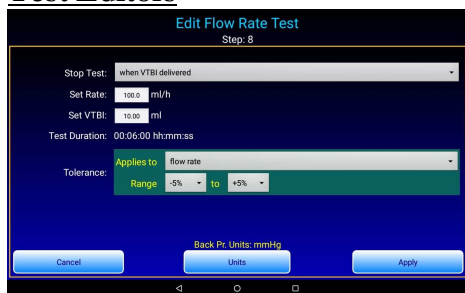 Test Editors
Edit Flow Rate Test
Step: 8
Stop Test: when VTBI delivered
Set Rate: 100.0 ml/h
Set VTBI: 10.00 ml
Test Duration: 00:06:00 hh:mm:ss
Tolerance:
Applies to flow rate
Range -5% to +5%
Back Pr. Units: mmHg
Cancel Units Apply